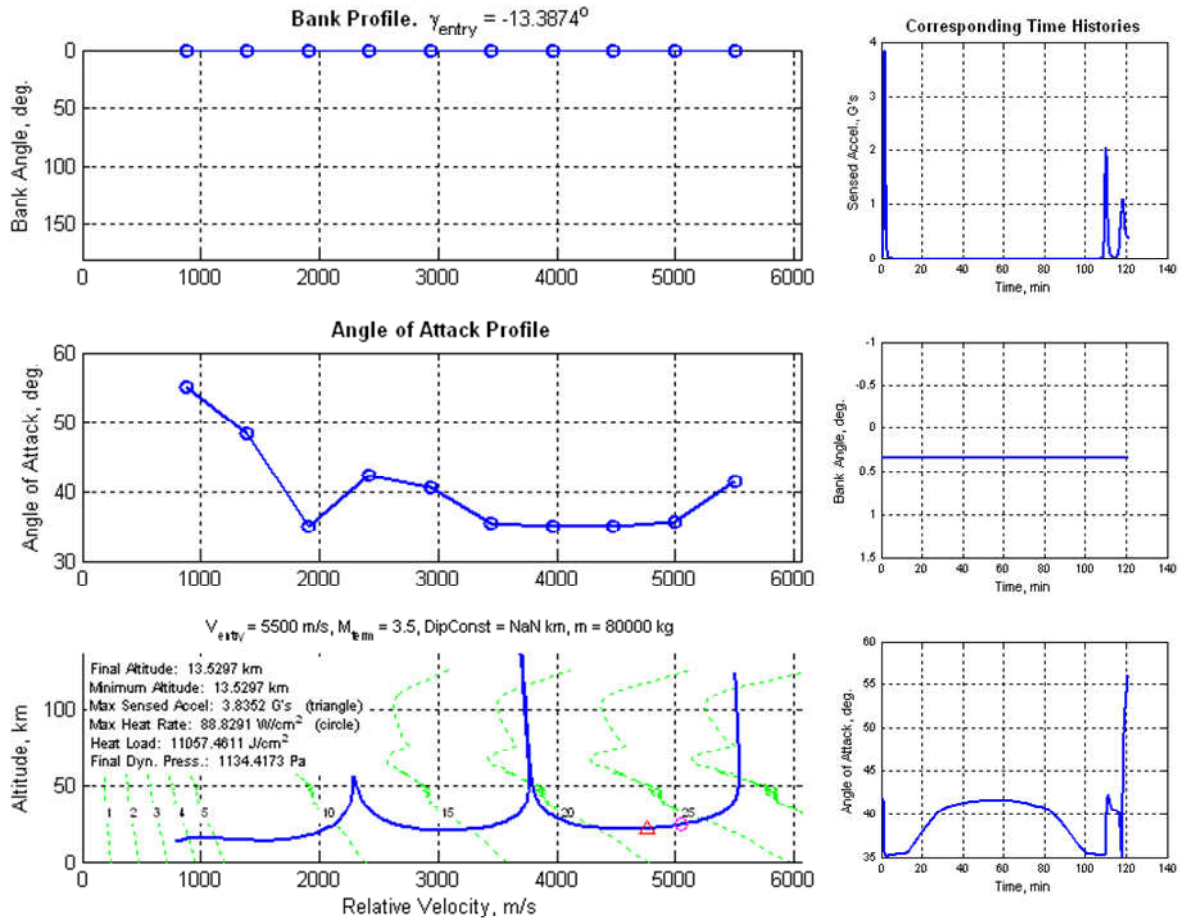 Bank Profile. γentry = -13.3874o
Bank Angle, deg.
0
50
100
150
0 1000 2000 3000 4000 5000 6000
Corresponding Time Histories
Sensed Accel., G's
4
3
2
1
0
0 20 40 60 80 100 120 140
Time, min
Angle of Attack Profile
Angle of Attack, deg.
60
50
40
30
0 1000 2000 3000 4000 5000 6000
Bank Angle, deg.
-1
-0.5
0
0.5
1
1.5
0 20 40 60 80 100 120 140
Time, min
Ventry = 5500 m/s, Mterm = 3.5, DipConst = NaN km, m = 80000 kg
Final Altitude: 13.5297 km
Minimum Altitude: 13.5297 km
Max Sensed Accel: 3.8352 G's (triangle)
Max Heat Rate: 88.8291 W/cm2 (circle)
Heat Load: 11057.4611 J/cm2
Final Dyn. Press.: 1134.4173 Pa
Altitude, km
100
50
0
1 2 3 4 5 10 15 20 25
0 1000 2000 3000 4000 5000 6000
Relative Velocity, m/s
Angle of Attack, deg.
60
55
50
45
40
35
0 20 40 60 80 100 120 140
Time, min